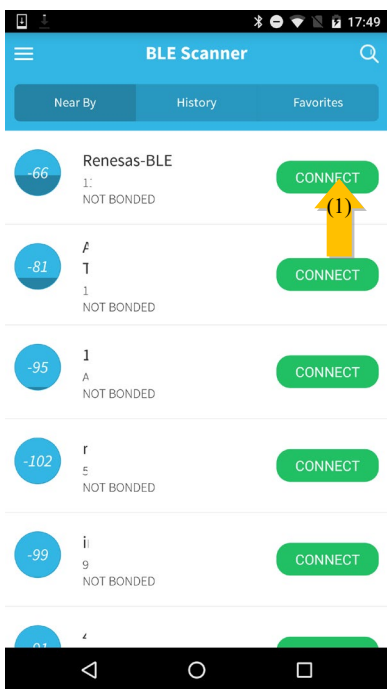 17:49
BLE Scanner
Near By History Favorites
-66
Renesas-BLE
NOT BONDED
CONNECT
(1)
-81
NOT BONDED
CONNECT
-95
NOT BONDED
CONNECT
-102
NOT BONDED
CONNECT
-99
NOT BONDED
CONNECT